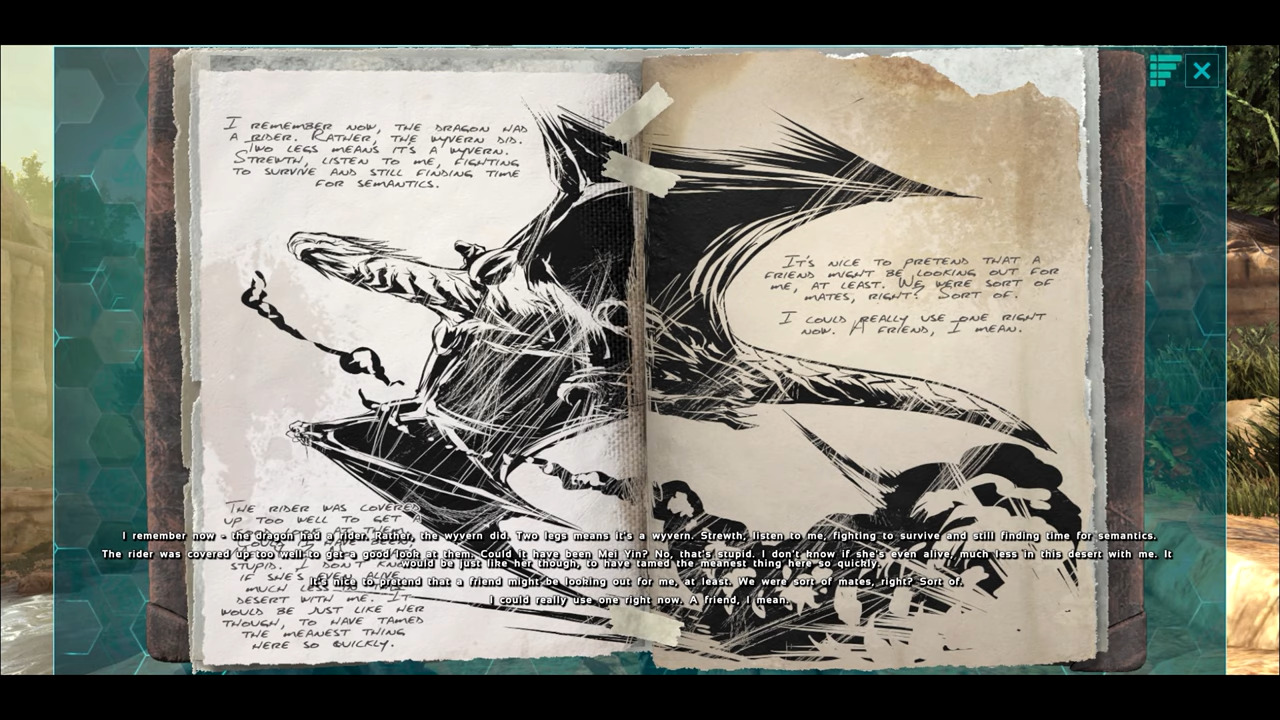 I REMEMBER NOW, THE DRAGON HAD
A RIDER. RATHER, THE WYVERN DID.
TWO LEGS MEANS IT'S A WYVERN.
STREWTH, LISTEN TO ME, FIGHTING
TO SURVIVE AND STILL FINDING TIME
FOR SEMANTICS.
THE RIDER WAS COVERED
UP TOO WELL TO GET A
STUPID. I DON'T KNOW
IF SHE'S EVEN ALIVE,
MUCH LESS IN THIS
DESERT WITH ME. IT
WOULD BE JUST LIKE HER
THOUGH, TO HAVE TAMED
THE MEANEST THING
HERE SO QUICKLY.
IT'S NICE TO PRETEND THAT A
FRIEND MIGHT BE LOOKING OUT FOR
ME, AT LEAST. WE WERE SORT OF
MATES, RIGHT? SORT OF.
I COULD REALLY USE ONE RIGHT
NOW. A FRIEND, I MEAN.
I remember now - the dragon had a rider. Rather, the wyvern did. Two legs means it's a wyvern. Strewth, listen to me, fighting to survive and still finding time for semantics.
The rider was covered up too well to get a good look at them. Could it have been Mei Yin? No, that's stupid. I don't know if she's even alive, much less in this desert with me. It
would be just like her though, to have tamed the meanest thing here so quickly.
It's nice to pretend that a friend might be looking out for me, at least. We were sort of mates, right? Sort of.
I could really use one right now. A friend, I mean.